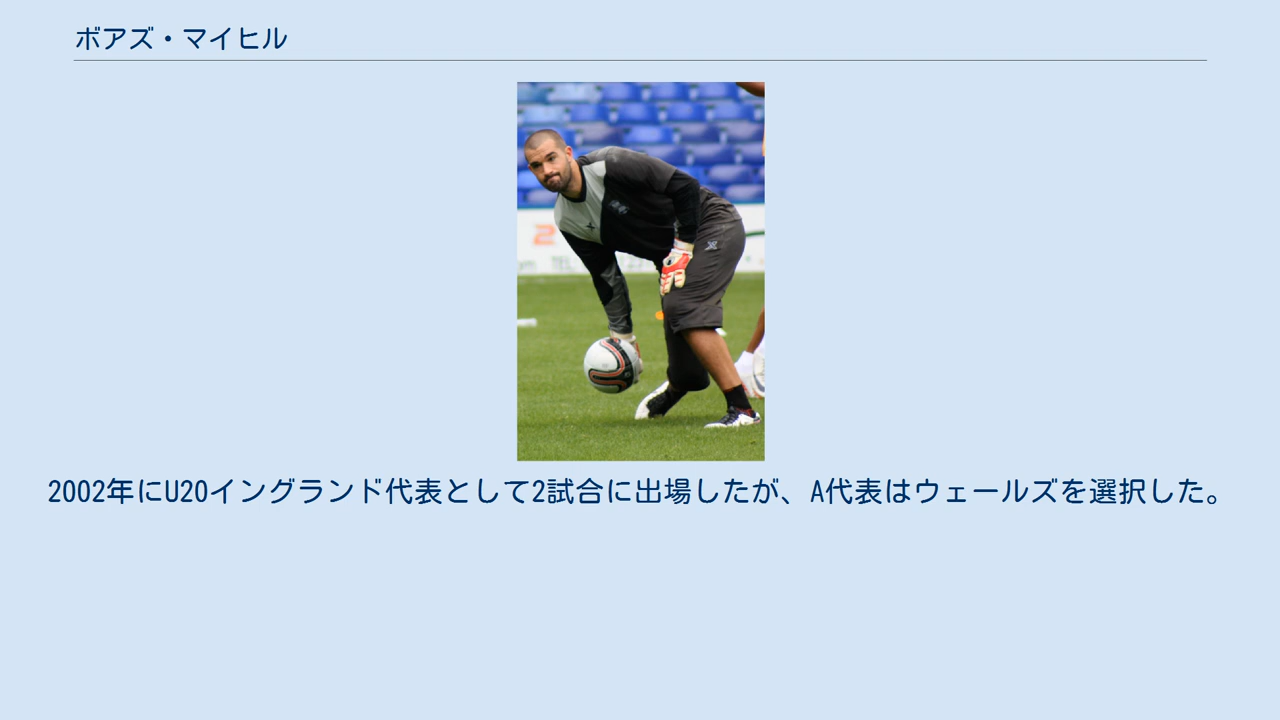 ボアズ・マイヒル
2
TEL
2002年にU20イングランド代表として2試合に出場したが、A代表はウェールズを選択した。